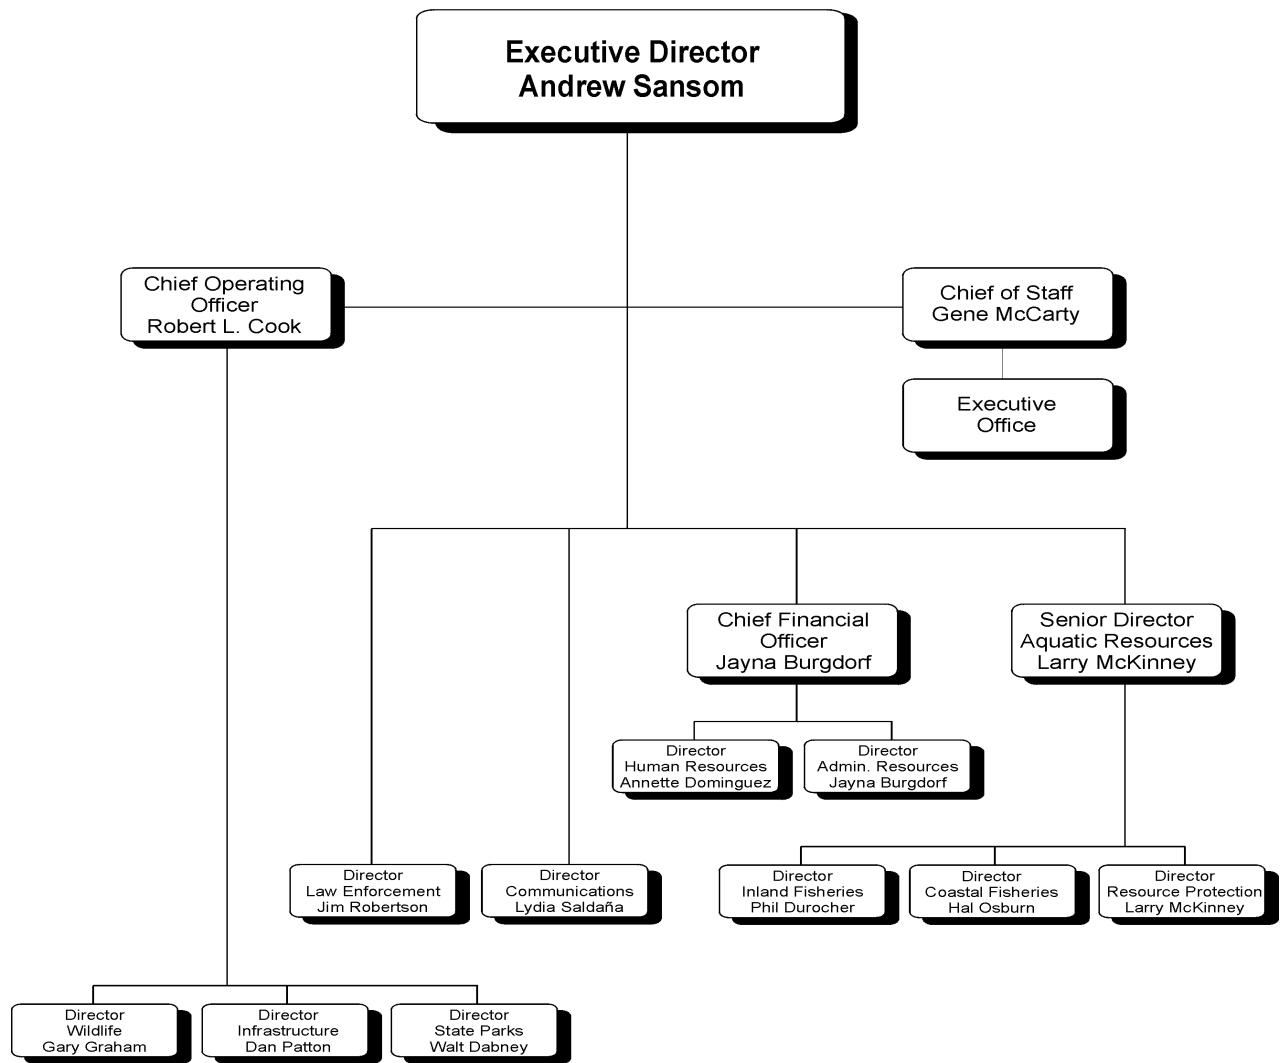 Executive Director
Andrew Sansom
Chief Operating
Officer
Robert L. Cook
Chief of Staff
Gene McCarty
Executive
Office
Chief Financial
Officer
Jayna Burgdorf
Senior Director
Aquatic Resources
Larry McKinney
Director
Human Resources
Annette Dominguez
Director
Admin. Resources
Jayna Burgdorf
Director
Law Enforcement
Jim Robertson
Director
Communications
Lydia Saldaña
Director
Inland Fisheries
Phil Durocher
Director
Coastal Fisheries
Hal Osburn
Director
Resource Protection
Larry McKinney
Director
Wildlife
Gary Graham
Director
Infrastructure
Dan Patton
Director
State Parks
Walt Dabney